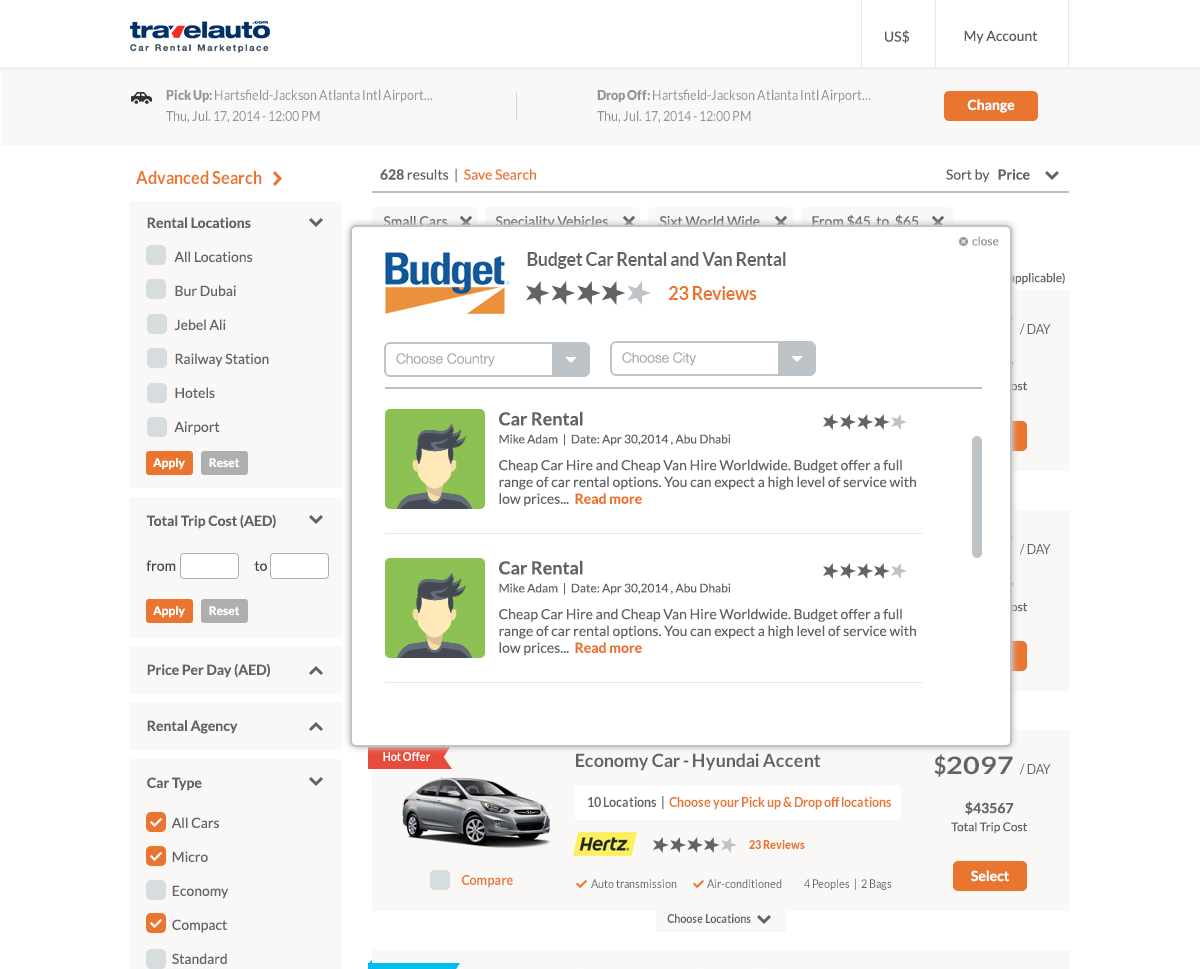 travelauto.com
Car Rental Marketplace
US$
My Account
Pick Up: Hartsfield-Jackson Atlanta Intl Airport...
Thu, Jul. 17, 2014 - 12:00 PM
Drop Off: Hartsfield-Jackson Atlanta Intl Airport...
Thu, Jul. 17, 2014 - 12:00 PM
Change
Advanced Search
Rental Locations
All Locations
Bur Dubai
Jebel Ali
Railway Station
Hotels
Airport
Apply Reset
Total Trip Cost (AED)
from to
Apply Reset
Price Per Day (AED)
Rental Agency
Car Type
All Cars
Micro
Economy
Compact
Standard
628 results | Save Search
Sort by Price
Small Cars Speciality Vehicles Sixt World Wide From $45 to $65
close
Budget
Budget Car Rental and Van Rental
23 Reviews
Choose Country
Choose City
Car Rental
Mike Adam | Date: Apr 30,2014 , Abu Dhabi
Cheap Car Hire and Cheap Van Hire Worldwide. Budget offer a full
range of car rental options. You can expect a high level of service with
low prices... Read more
Car Rental
Mike Adam | Date: Apr 30,2014 , Abu Dhabi
Cheap Car Hire and Cheap Van Hire Worldwide. Budget offer a full
range of car rental options. You can expect a high level of service with
low prices... Read more
/ DAY
/ DAY
Hot Offer
Economy Car - Hyundai Accent
10 Locations | Choose your Pick up & Drop off locations
Hertz.
23 Reviews
Compare
Auto transmission Air-conditioned 4 Peoples | 2 Bags
$2097 / DAY
$43567
Total Trip Cost
Select
Choose Locations